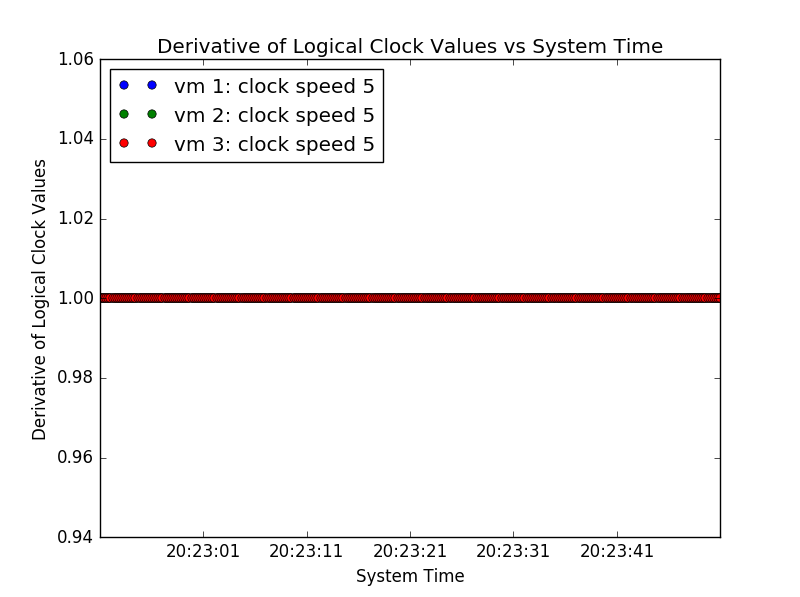 Derivative of Logical Clock Values vs System Time
1.06
1.04
1.02
1.00
0.98
0.96
0.94
Derivative of Logical Clock Values
vm 1: clock speed 5
vm 2: clock speed 5
vm 3: clock speed 5
20:23:01 20:23:11 20:23:21 20:23:31 20:23:41
System Time